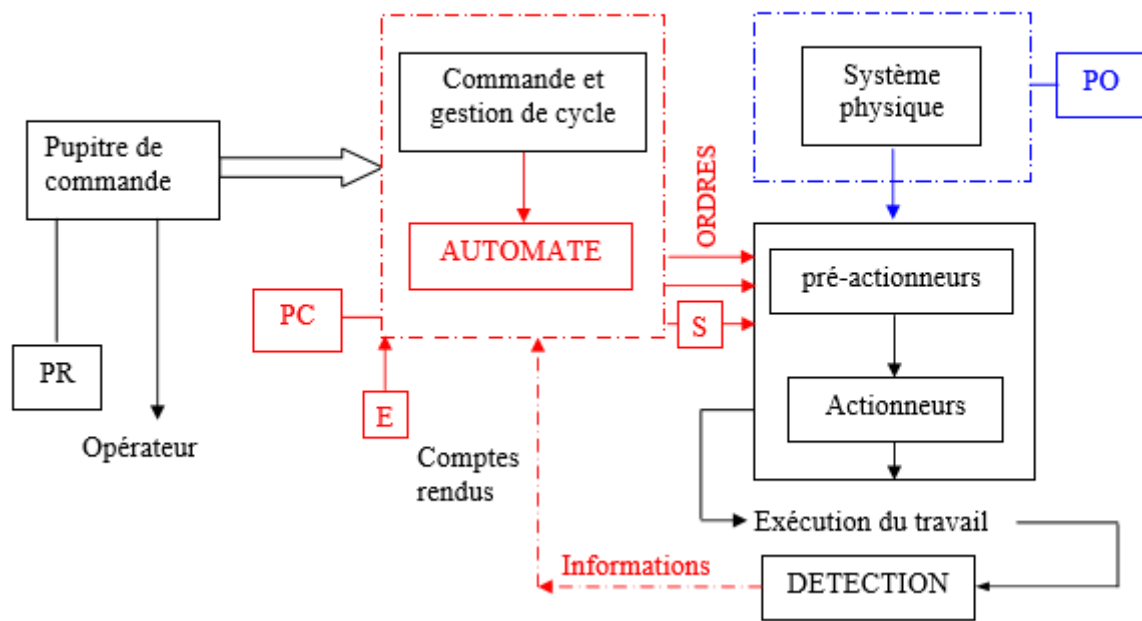 Pupitre de
commande
PR
Opérateur
Commande et
gestion de cycle
AUTOMATE
PC
E
Comptes
rendus
ORDRES
S
Système
physique
PO
pré-actionneurs
Actionneurs
Exécution du travail
Informations
DETECTION